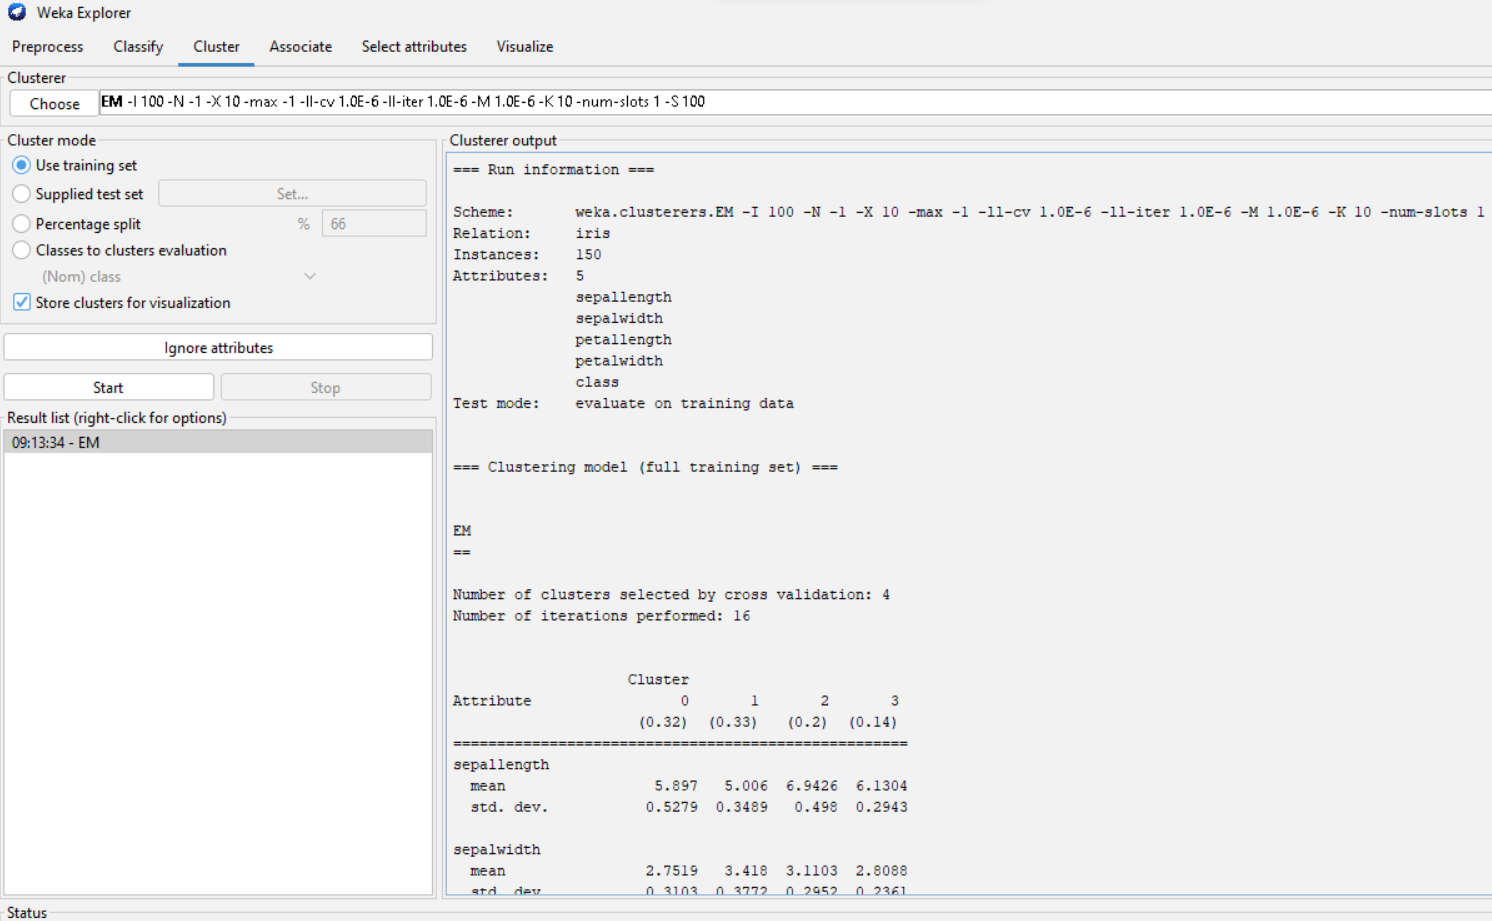 Weka Explorer
Preprocess Classify Cluster Associate Select attributes Visualize
Clusterer
Choose EM -I 100 -N -1 -X 10 -max -1 -ll-cv 1.0E-6 -ll-iter 1.0E-6 -M 1.0E-6 -K 10 -num-slots 1 -S 100
Cluster mode
Use training set
Supplied test set Set...
Percentage split % 66
Classes to clusters evaluation
(Nom) class
Store clusters for visualization
Ignore attributes
Start Stop
Result list (right-click for options)
09:13:34 - EM
Clusterer output
=== Run information ===
Scheme: weka.clusterers.EM -I 100 -N -1 -X 10 -max -1 -ll-cv 1.0E-6 -ll-iter 1.0E-6 -M 1.0E-6 -K 10 -num-slots 1
Relation: iris
Instances: 150
Attributes: 5
sepallength
sepalwidth
petallength
petalwidth
class
Test mode: evaluate on training data
=== Clustering model (full training set) ===
EM
==
Number of clusters selected by cross validation: 4
Number of iterations performed: 16
Cluster
Attribute 0 1 2 3
(0.32) (0.33) (0.2) (0.14)
====================================================
sepallength
mean 5.897 5.006 6.9426 6.1304
std. dev. 0.5279 0.3489 0.498 0.2943
sepalwidth
mean 2.7519 3.418 3.1103 2.8088
std. dev. 0.3103 0.3772 0.2952 0.2361
Status